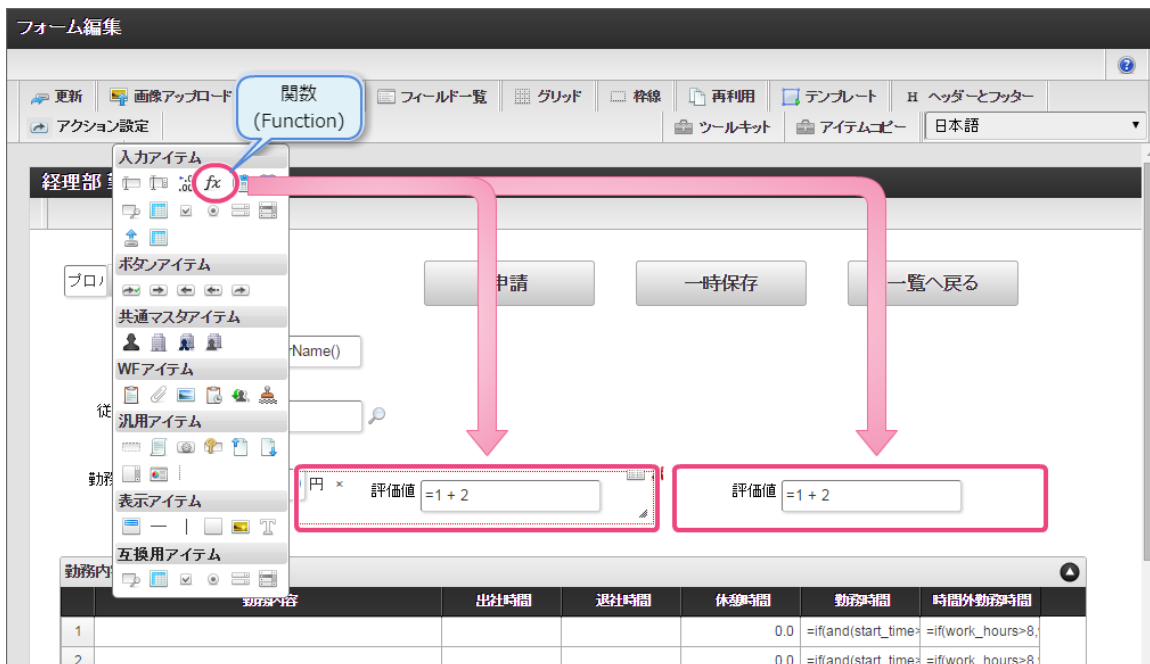 フォーム編集
更新
画像アップロード
関数
(Function)
フィールド一覧
グリッド
枠線
再利用
テンプレート
H ヘッダーとフッター
アクション設定
ツールキット
アイテムコピー
日本語
入力アイテム
fx
経理部
ボタンアイテム
申請
一時保存
一覧へ戻る
共通マスタアイテム
rName()
WFアイテム
従
汎用アイテム
勤務
円 ×
評価値
=1 + 2
評価値
=1 + 2
表示アイテム
互換用アイテム
勤務内
勤務内容
出社時間
退社時間
休憩時間
勤務時間
時間外勤務時間
1
0.0
=if(and(start_time>
=if(work_hours>8,
2
0.0
=if(and(start_time>
=if(work_hours>8,